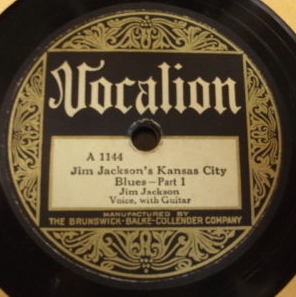 Vocalion
A 1144
Jim Jackson's Kansas City
Blues-Part 1
Jim Jackson
Voice, with Guitar
MANUFACTURED BY
THE BRUNSWICK-BALKE-COLLENDER COMPANY